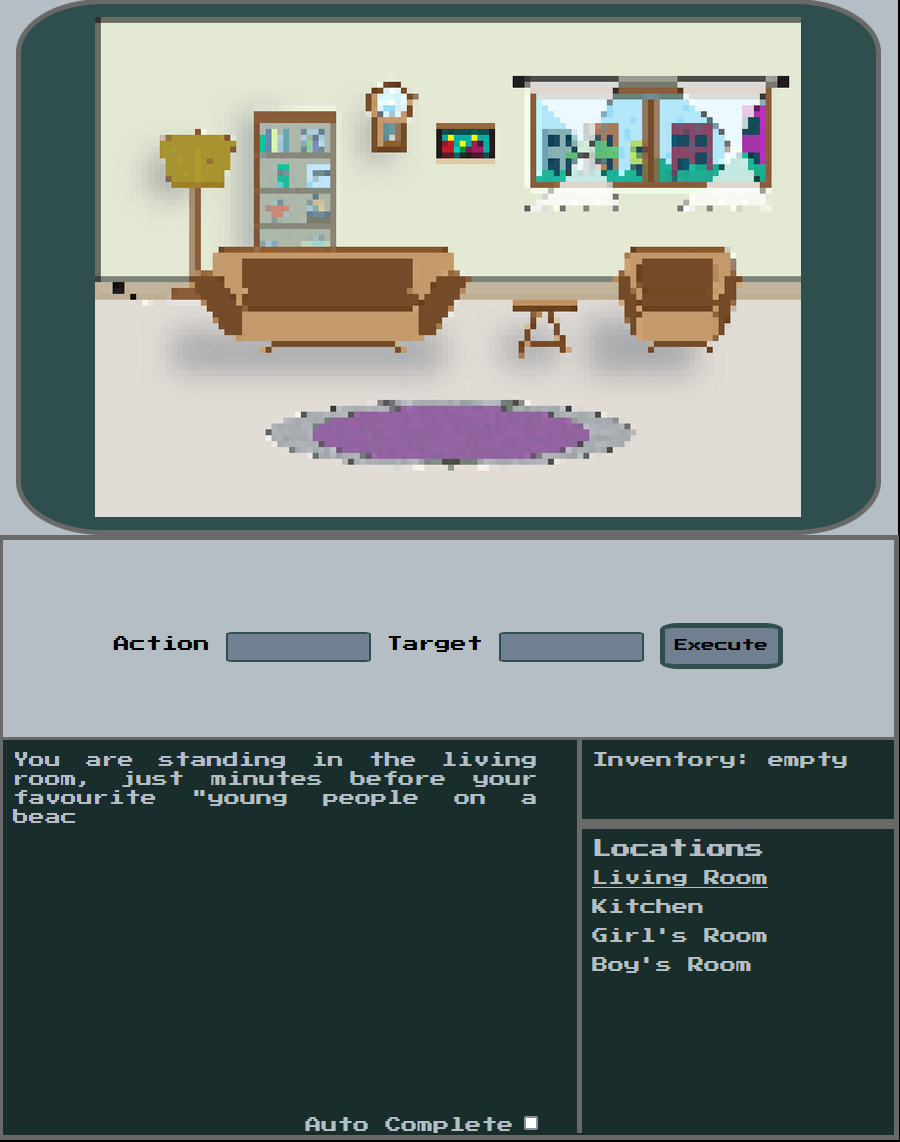 Action Target Execute
You are standing in the living
room, just minutes before your
favourite "young people on a
beac
Auto Complete
Inventory: empty
Locations
Living Room
Kitchen
Girl's Room
Boy's Room